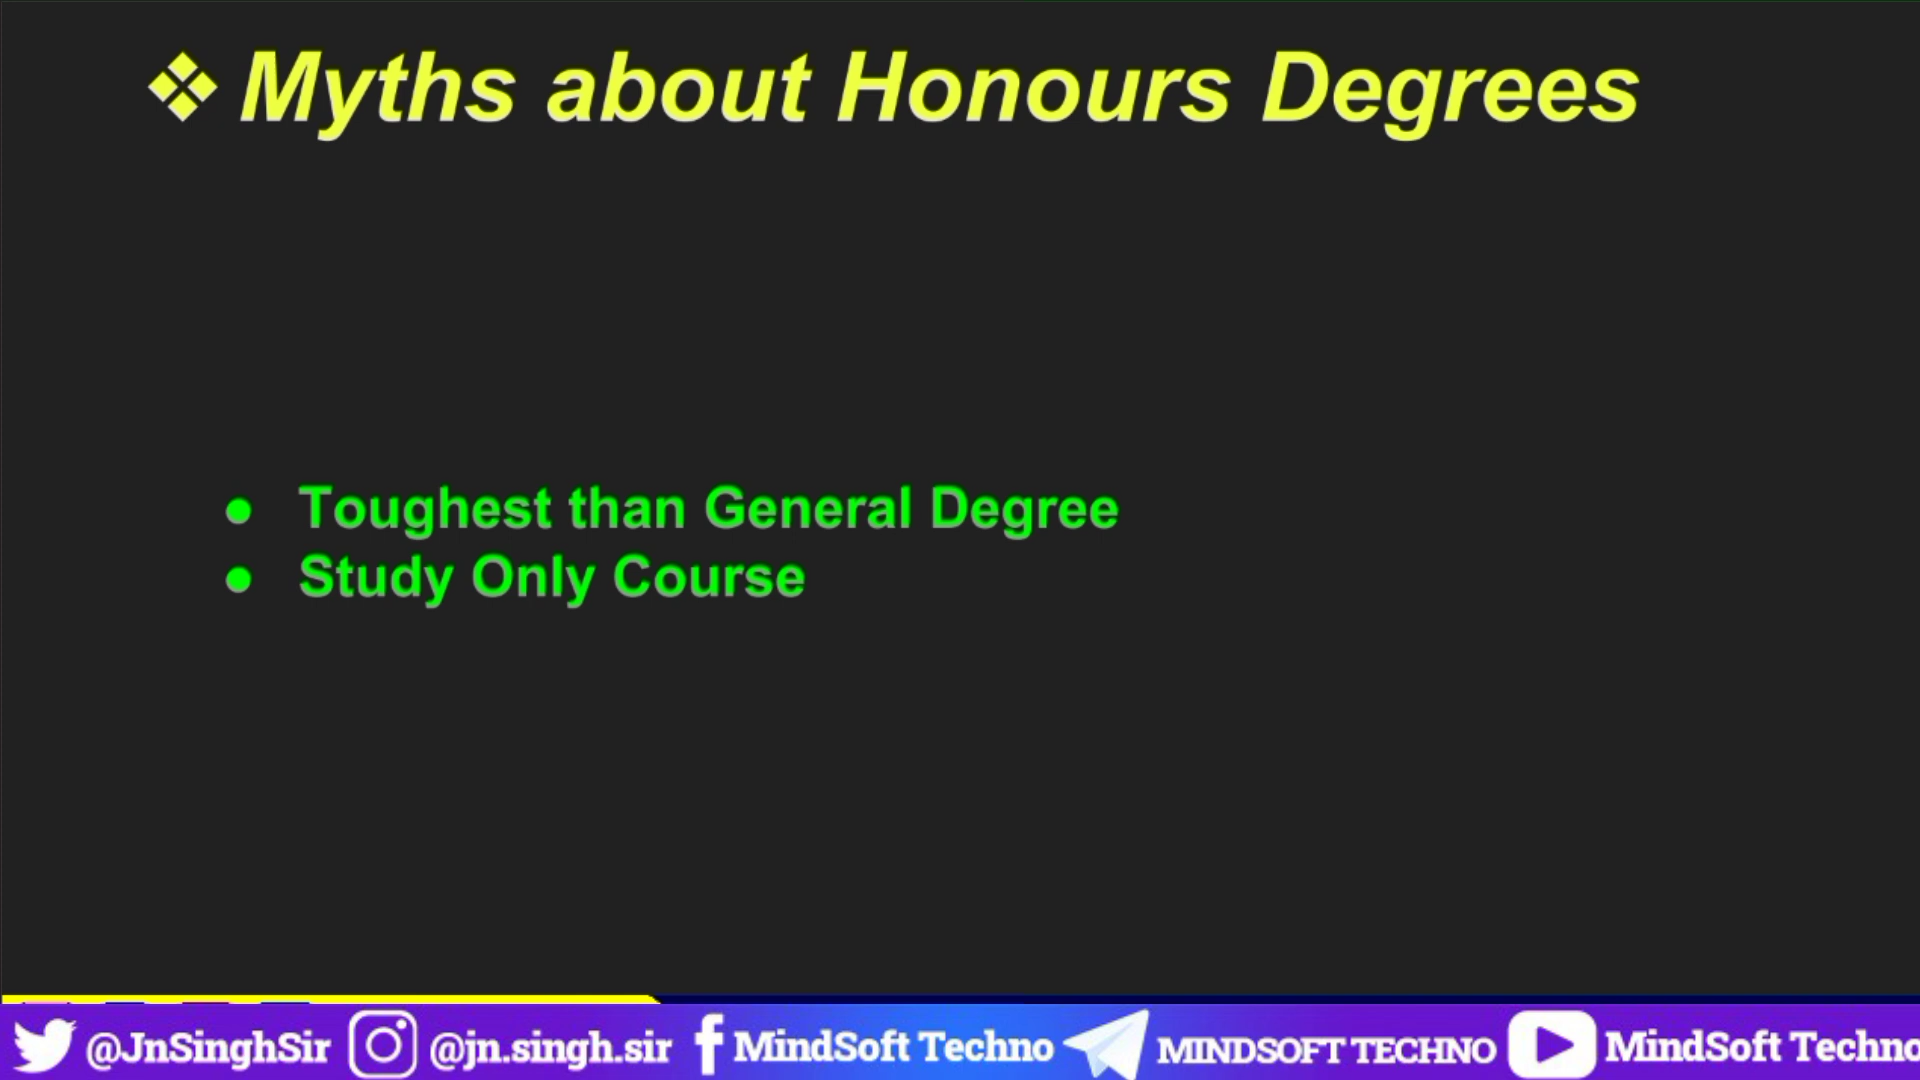 ❖ Myths about Honours Degrees
● Toughest than General Degree
● Study Only Course
@JnSinghSir @jn.singh.sir MindSoft Techno MINDSOFT TECHNO MindSoft Techno